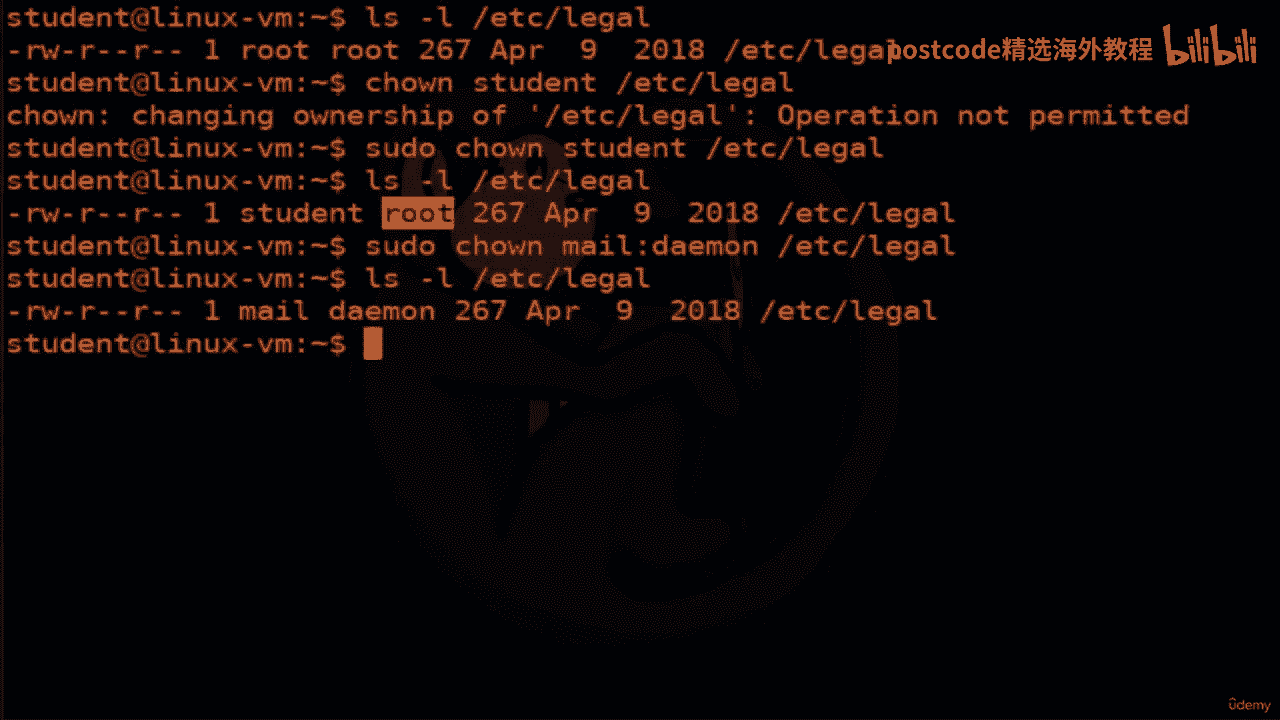 student@linux-vm:~$ ls -l /etc/legal
-rw-r--r-- 1 root root 267 Apr  9  2018 /etc/legal
postcode精选海外教程 bilibili
student@linux-vm:~$ chown student /etc/legal
chown: changing ownership of '/etc/legal': Operation not permitted
student@linux-vm:~$ sudo chown student /etc/legal
student@linux-vm:~$ ls -l /etc/legal
-rw-r--r-- 1 student root 267 Apr  9  2018 /etc/legal
student@linux-vm:~$ sudo chown mail:daemon /etc/legal
student@linux-vm:~$ ls -l /etc/legal
-rw-r--r-- 1 mail daemon 267 Apr  9  2018 /etc/legal
student@linux-vm:~$
ûdemy